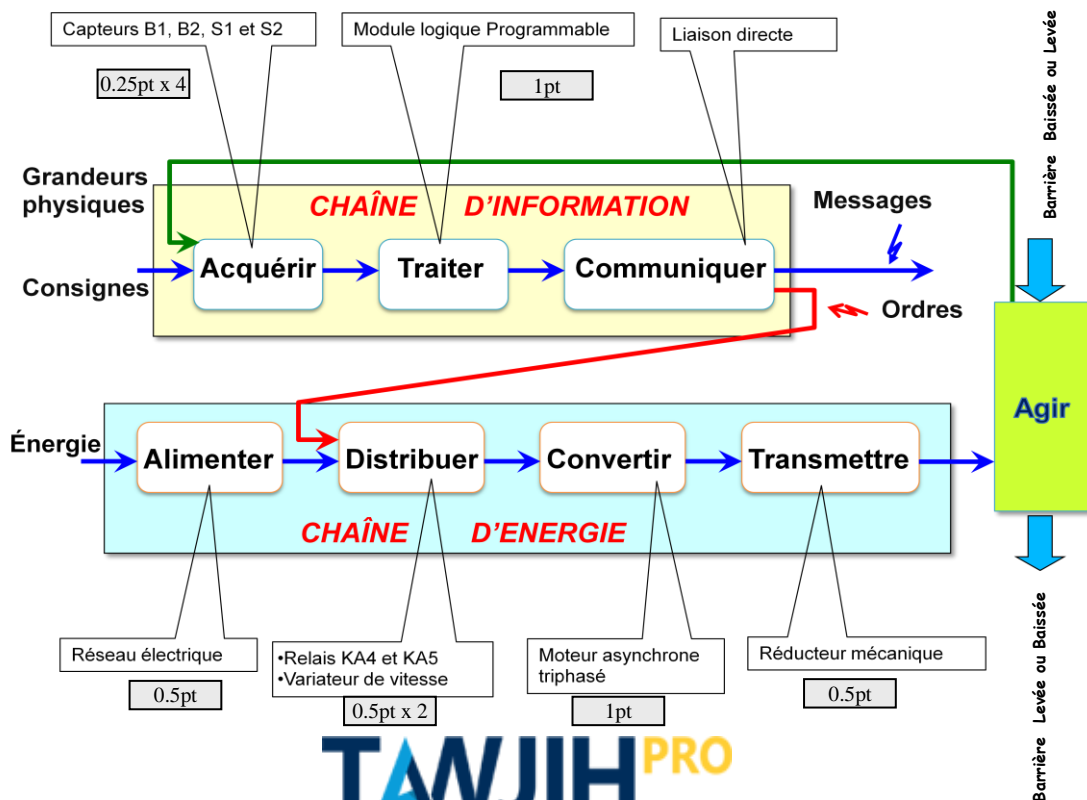 Capteurs B1, B2, S1 et S2
Module logique Programmable
Liaison directe
0.25pt x 4
1pt
Barrière Baissée ou Levée
Grandeurs
physiques
CHAÎNE D'INFORMATION
Messages
Acquérir
Traiter
Communiquer
Consignes
Ordres
Agir
Énergie
Alimenter
Distribuer
Convertir
Transmettre
CHAÎNE D'ENERGIE
Réseau électrique
•Relais KA4 et KA5
•Variateur de vitesse
Moteur asynchrone
triphasé
Réducteur mécanique
0.5pt
0.5pt x 2
1pt
0.5pt
Barrière Levée ou Baissée
TAWJIH PRO